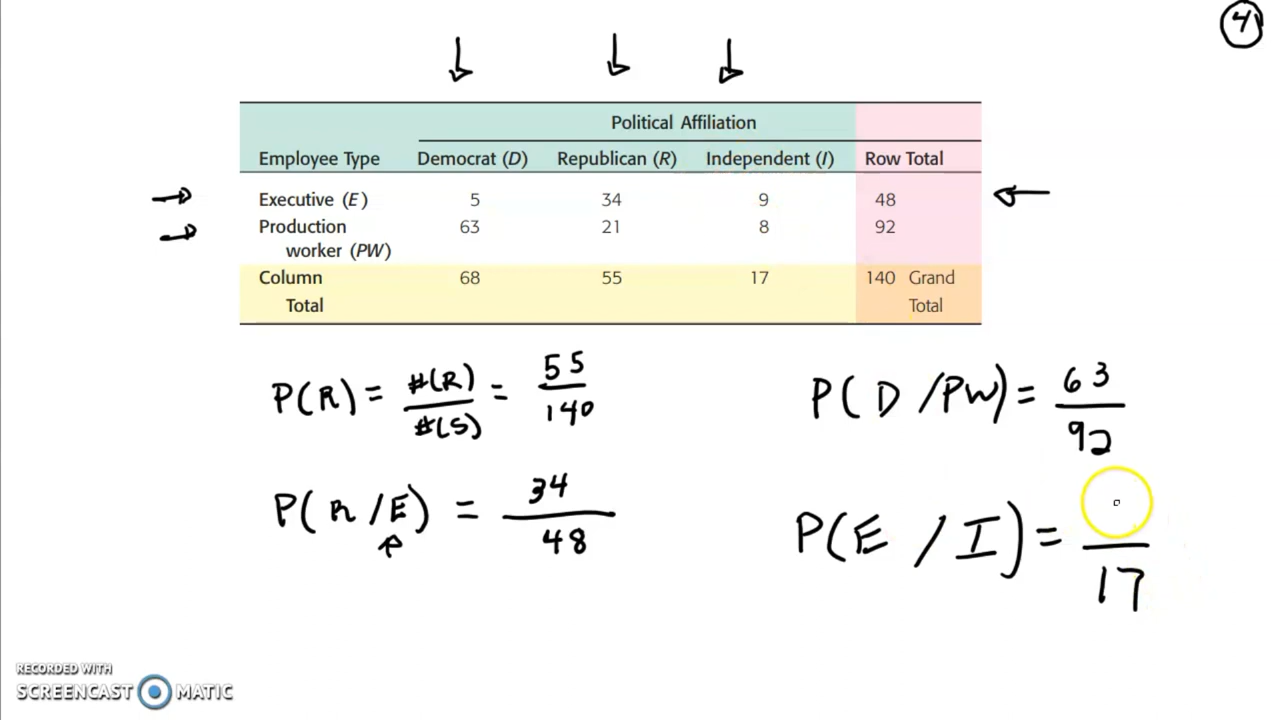 4
Political Affiliation
Employee Type Democrat (D) Republican (R) Independent (I) Row Total
Executive (E) 5 34 9 48
Production 63 21 8 92
worker (PW)
Column 68 55 17 140 Grand
Total Total
P(R) = #(R)/#(S) = 55/140
P(D/PW) = 63/92
P(R/E) = 34/48
P(E/I) = /17
RECORDED WITH
SCREENCAST MATIC